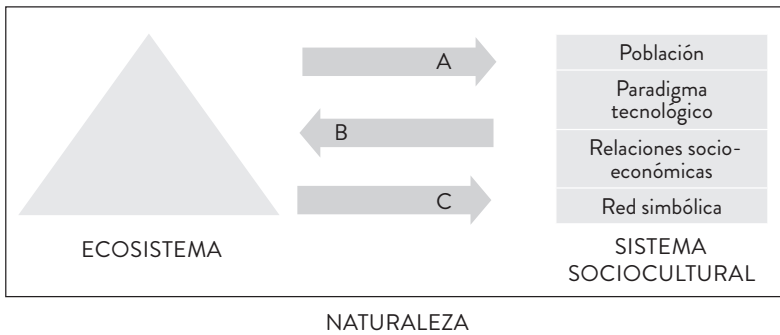 A
B
C
Población
Paradigma
tecnológico
Relaciones socio-
económicas
Red simbólica
ECOSISTEMA
SISTEMA
SOCIOCULTURAL
NATURALEZA